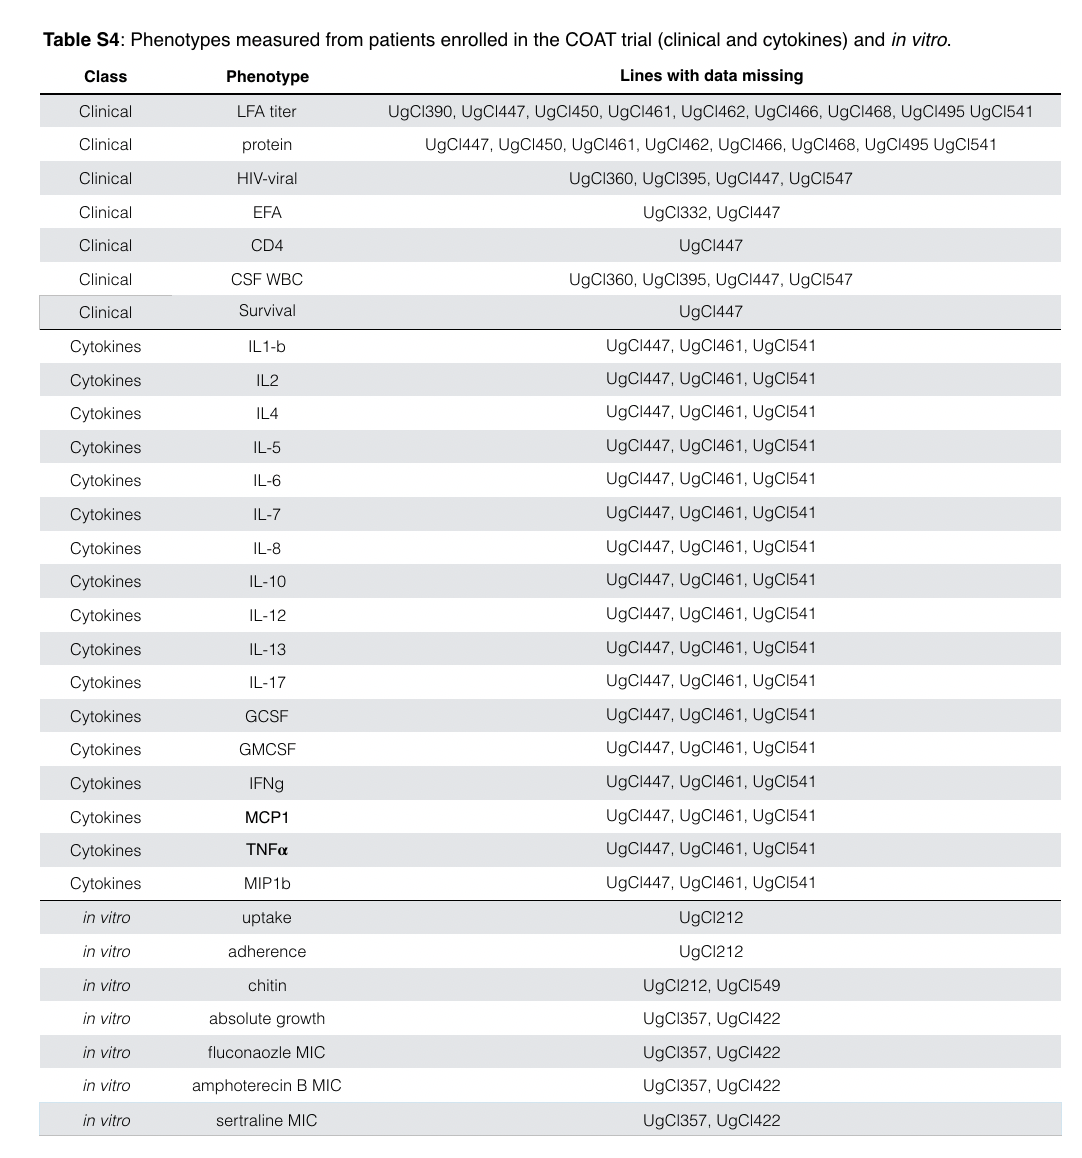 Table S4: Phenotypes measured from patients enrolled in the COAT trial (clinical and cytokines) and in vitro.
Class Phenotype Lines with data missing
Clinical LFA titer UgCl390, UgCl447, UgCl450, UgCl461, UgCl462, UgCl466, UgCl468, UgCl495 UgCl541
Clinical protein UgCl447, UgCl450, UgCl461, UgCl462, UgCl466, UgCl468, UgCl495 UgCl541
Clinical HIV-viral UgCl360, UgCl395, UgCl447, UgCl547
Clinical EFA UgCl332, UgCl447
Clinical CD4 UgCl447
Clinical CSF WBC UgCl360, UgCl395, UgCl447, UgCl547
Clinical Survival UgCl447
Cytokines IL1-b UgCl447, UgCl461, UgCl541
Cytokines IL2 UgCl447, UgCl461, UgCl541
Cytokines IL4 UgCl447, UgCl461, UgCl541
Cytokines IL-5 UgCl447, UgCl461, UgCl541
Cytokines IL-6 UgCl447, UgCl461, UgCl541
Cytokines IL-7 UgCl447, UgCl461, UgCl541
Cytokines IL-8 UgCl447, UgCl461, UgCl541
Cytokines IL-10 UgCl447, UgCl461, UgCl541
Cytokines IL-12 UgCl447, UgCl461, UgCl541
Cytokines IL-13 UgCl447, UgCl461, UgCl541
Cytokines IL-17 UgCl447, UgCl461, UgCl541
Cytokines GCSF UgCl447, UgCl461, UgCl541
Cytokines GMCSF UgCl447, UgCl461, UgCl541
Cytokines IFNg UgCl447, UgCl461, UgCl541
Cytokines MCP1 UgCl447, UgCl461, UgCl541
Cytokines TNFα UgCl447, UgCl461, UgCl541
Cytokines MIP1b UgCl447, UgCl461, UgCl541
in vitro uptake UgCl212
in vitro adherence UgCl212
in vitro chitin UgCl212, UgCl549
in vitro absolute growth UgCl357, UgCl422
in vitro fluconaozle MIC UgCl357, UgCl422
in vitro amphoterecin B MIC UgCl357, UgCl422
in vitro sertraline MIC UgCl357, UgCl422